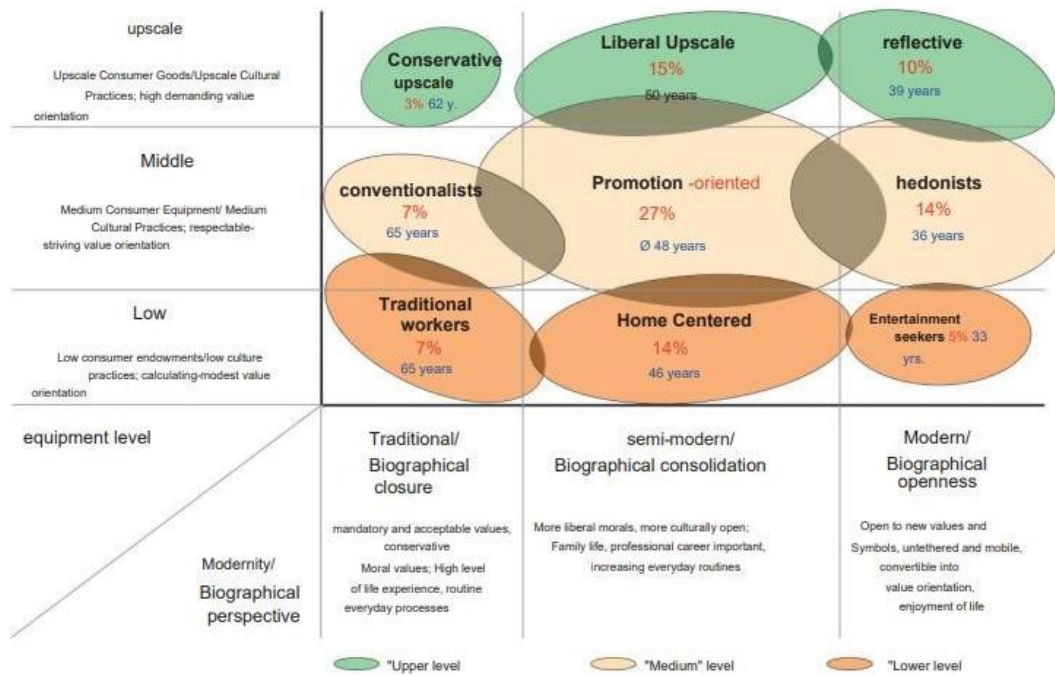 upscale
Upscale Consumer Goods/Upscale Cultural
Practices; high demanding value
orientation
Conservative
upscale
3% 62 y.
Liberal Upscale
15%
50 years
reflective
10%
39 years
Middle
Medium Consumer Equipment/ Medium
Cultural Practices; respectable-
striving value orientation
conventionalists
7%
65 years
Promotion -oriented
27%
Ø 48 years
hedonists
14%
36 years
Low
Low consumer endowments/low culture
practices; calculating-modest value
orientation
Traditional
workers
7%
65 years
Home Centered
14%
46 years
Entertainment
seekers 5% 33
yrs.
equipment level
Modernity/
Biographical
perspective
Traditional/
Biographical
closure
mandatory and acceptable values,
conservative
Moral values; High level
of life experience, routine
everyday processes
semi-modern/
Biographical consolidation
More liberal morals, more culturally open;
Family life, professional career important,
increasing everyday routines
Modern/
Biographical
openness
Open to new values and
Symbols, untethered and mobile,
convertible into
value orientation,
enjoyment of life
"Upper level
"Medium" level
"Lower level